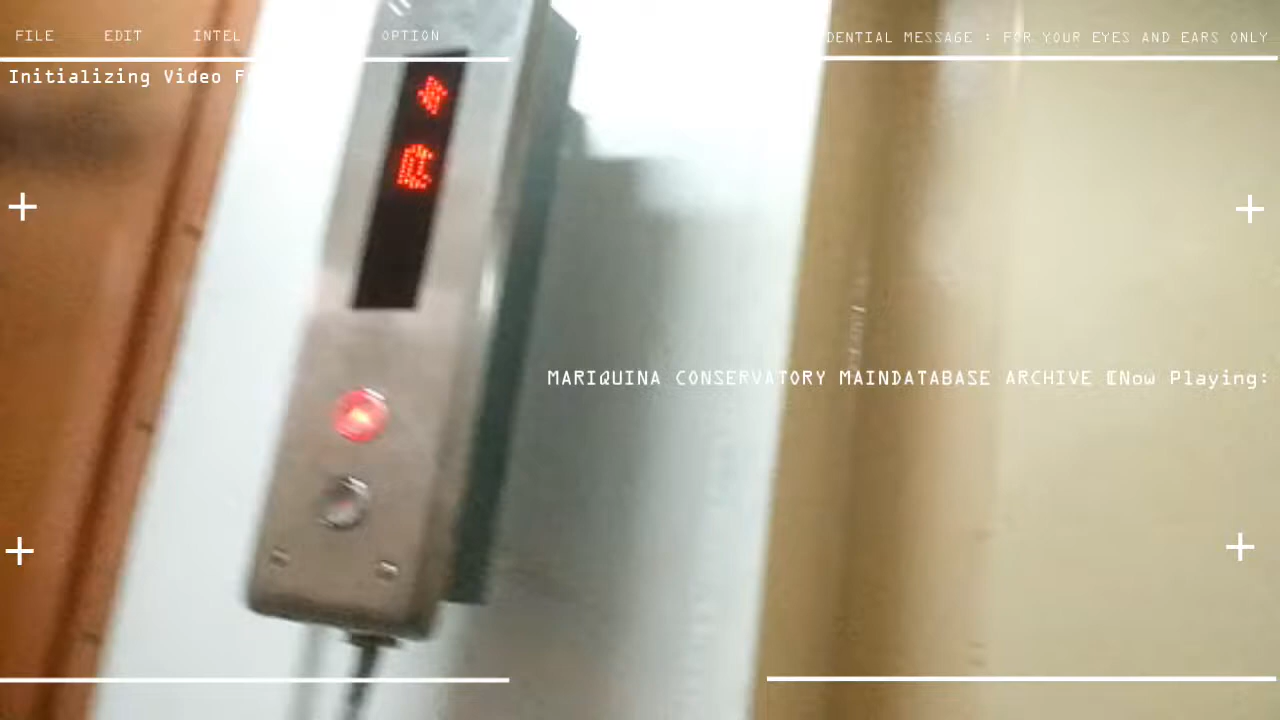 FILE EDIT INTEL OPTION
DENTIAL MESSAGE : FOR YOUR EYES AND EARS ONLY
Initializing Video F
MARIQUINA CONSERVATORY MAINDATABASE ARCHIVE
[Now Playing: